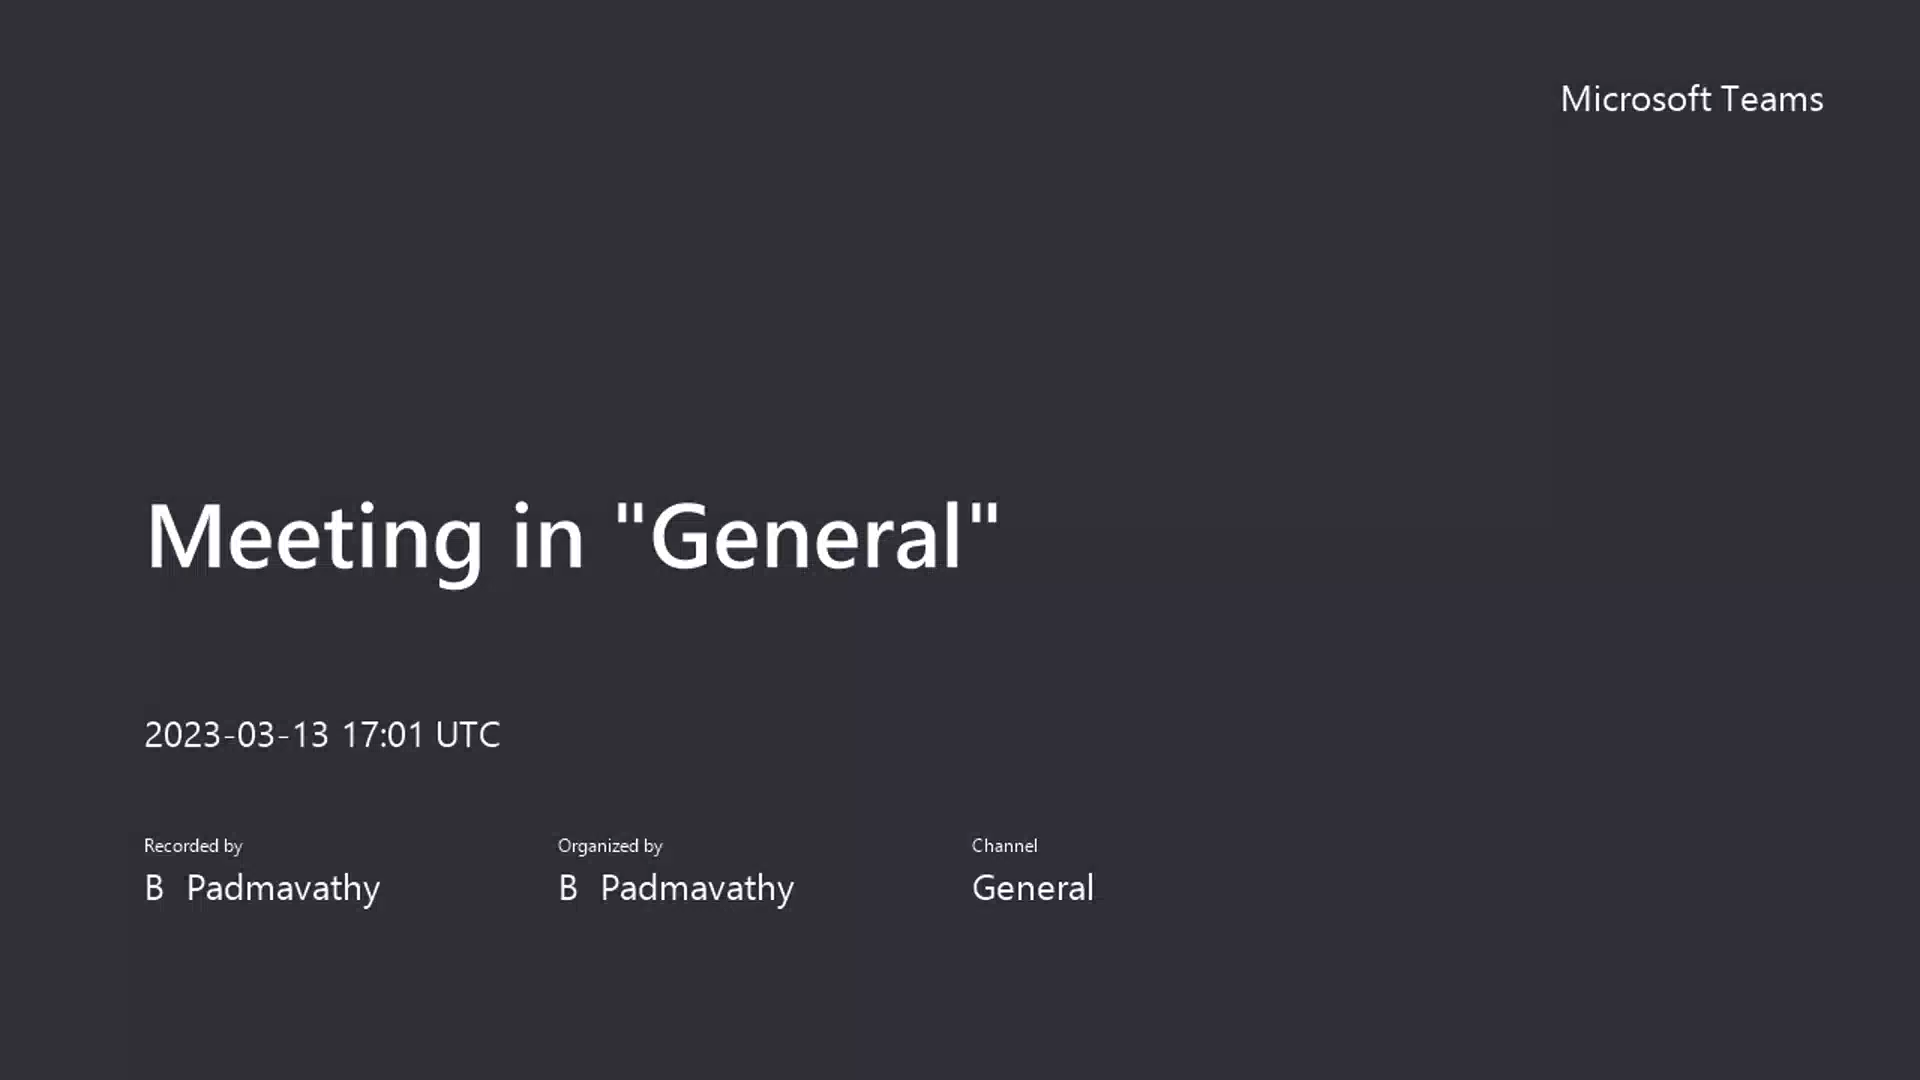 Microsoft Teams
Meeting in "General"
2023-03-13 17:01 UTC
Recorded by
B  Padmavathy
Organized by
B  Padmavathy
Channel
General